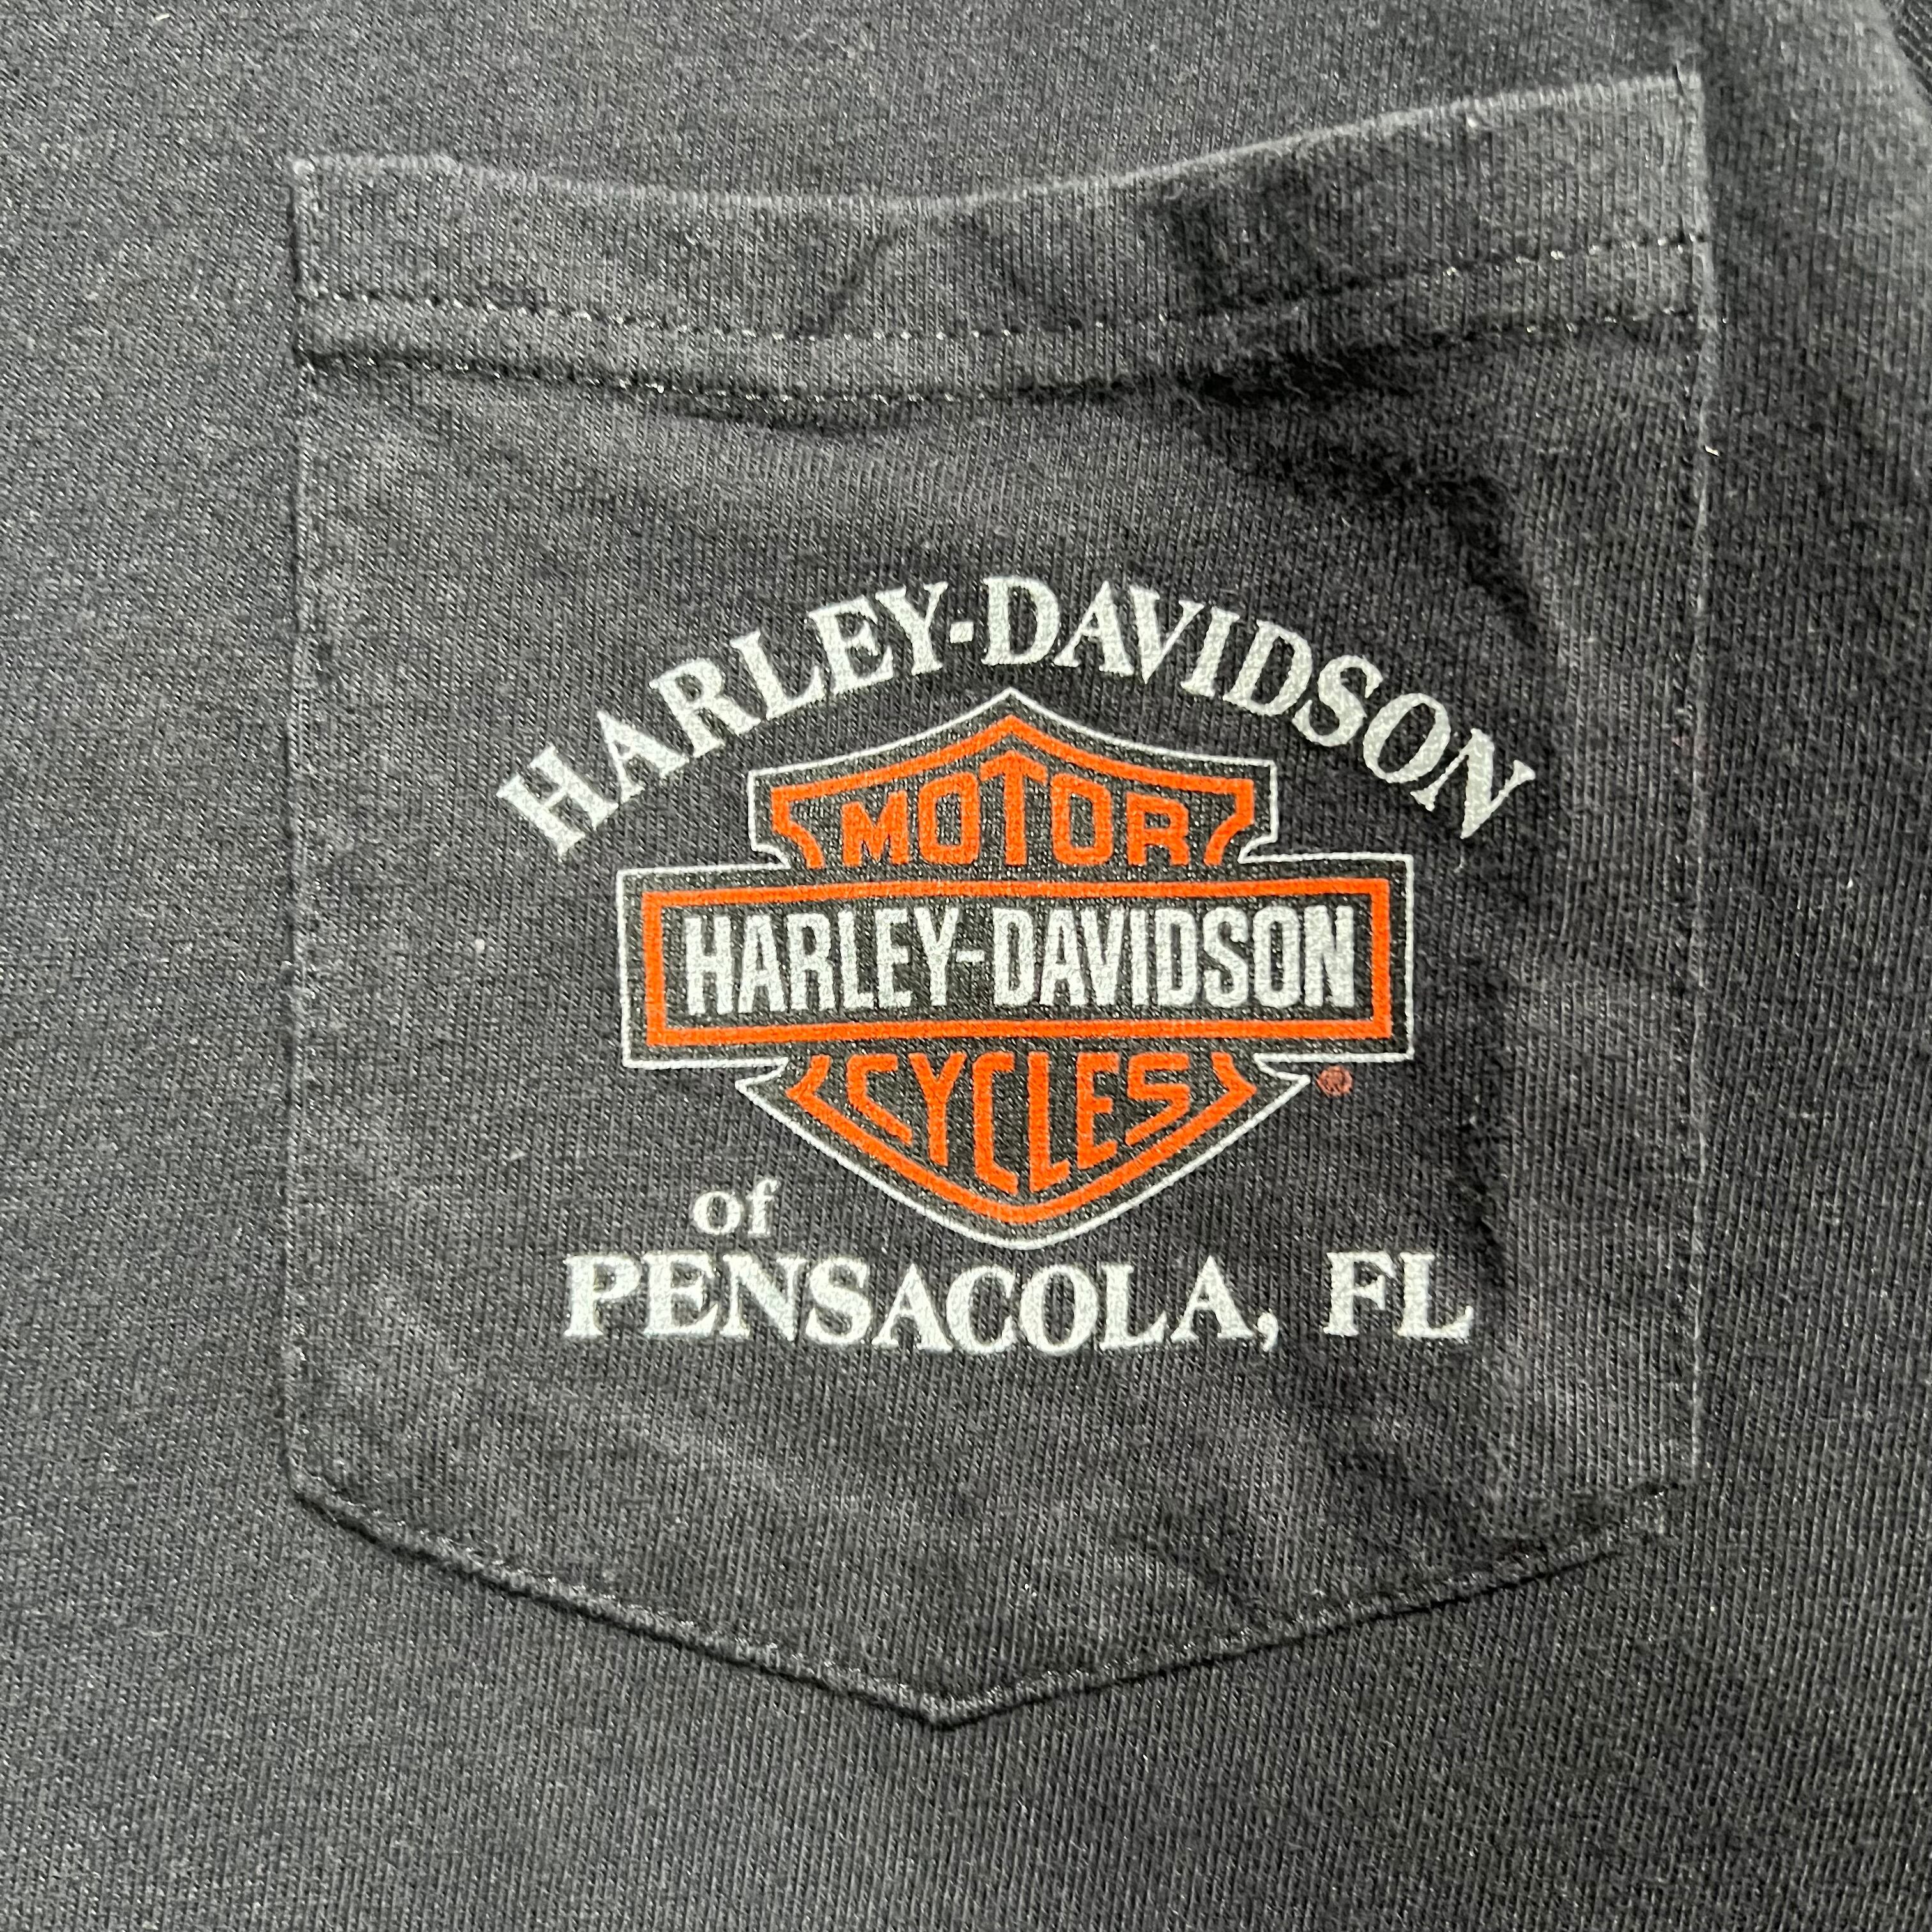 HARLEY-DAVIDSON
MOTOR
HARLEY-DAVIDSON
CYCLES
®
of
PENSACOLA, FL